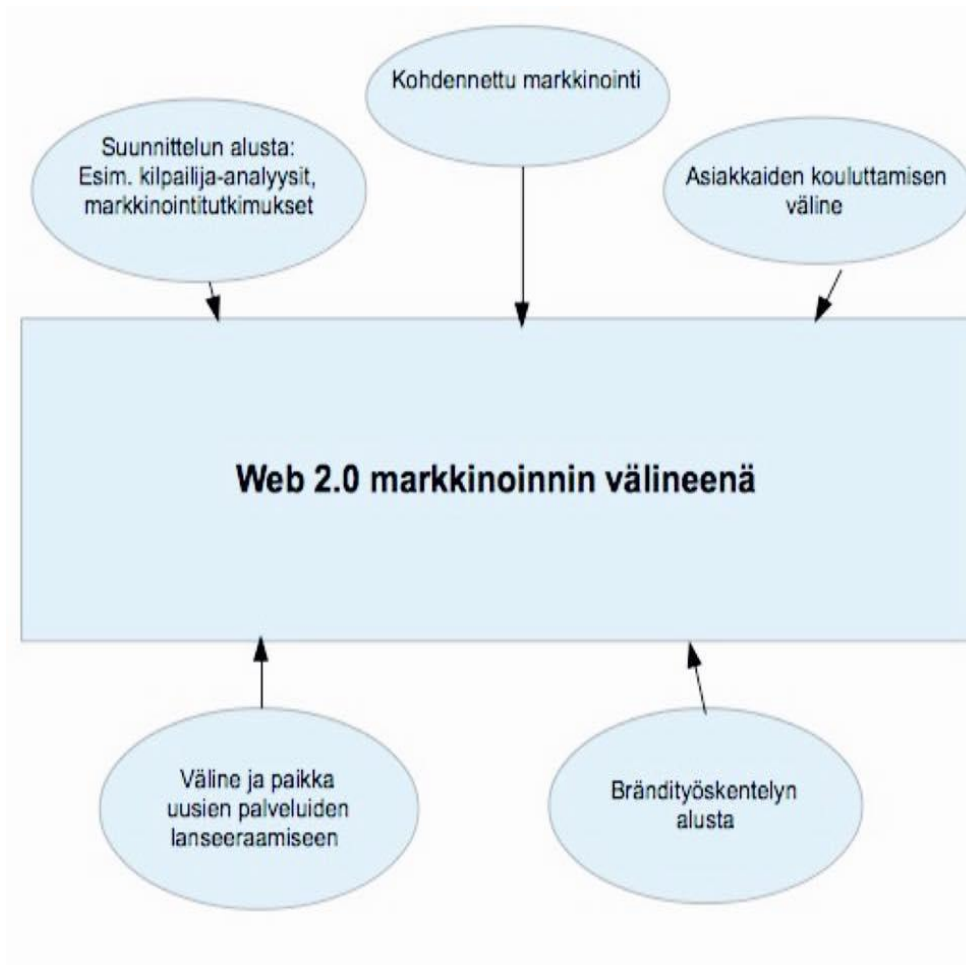 Kohdennettu markkinointi
Suunnittelun alusta:
Esim. kilpailija-analyysit,
markkinointitutkimukset
Asiakkaiden kouluttamisen
väline
Web 2.0 markkinoinnin välineenä
Väline ja paikka
uusien palveluiden
lanseeraamiseen
Brändityöskentelyn
alusta